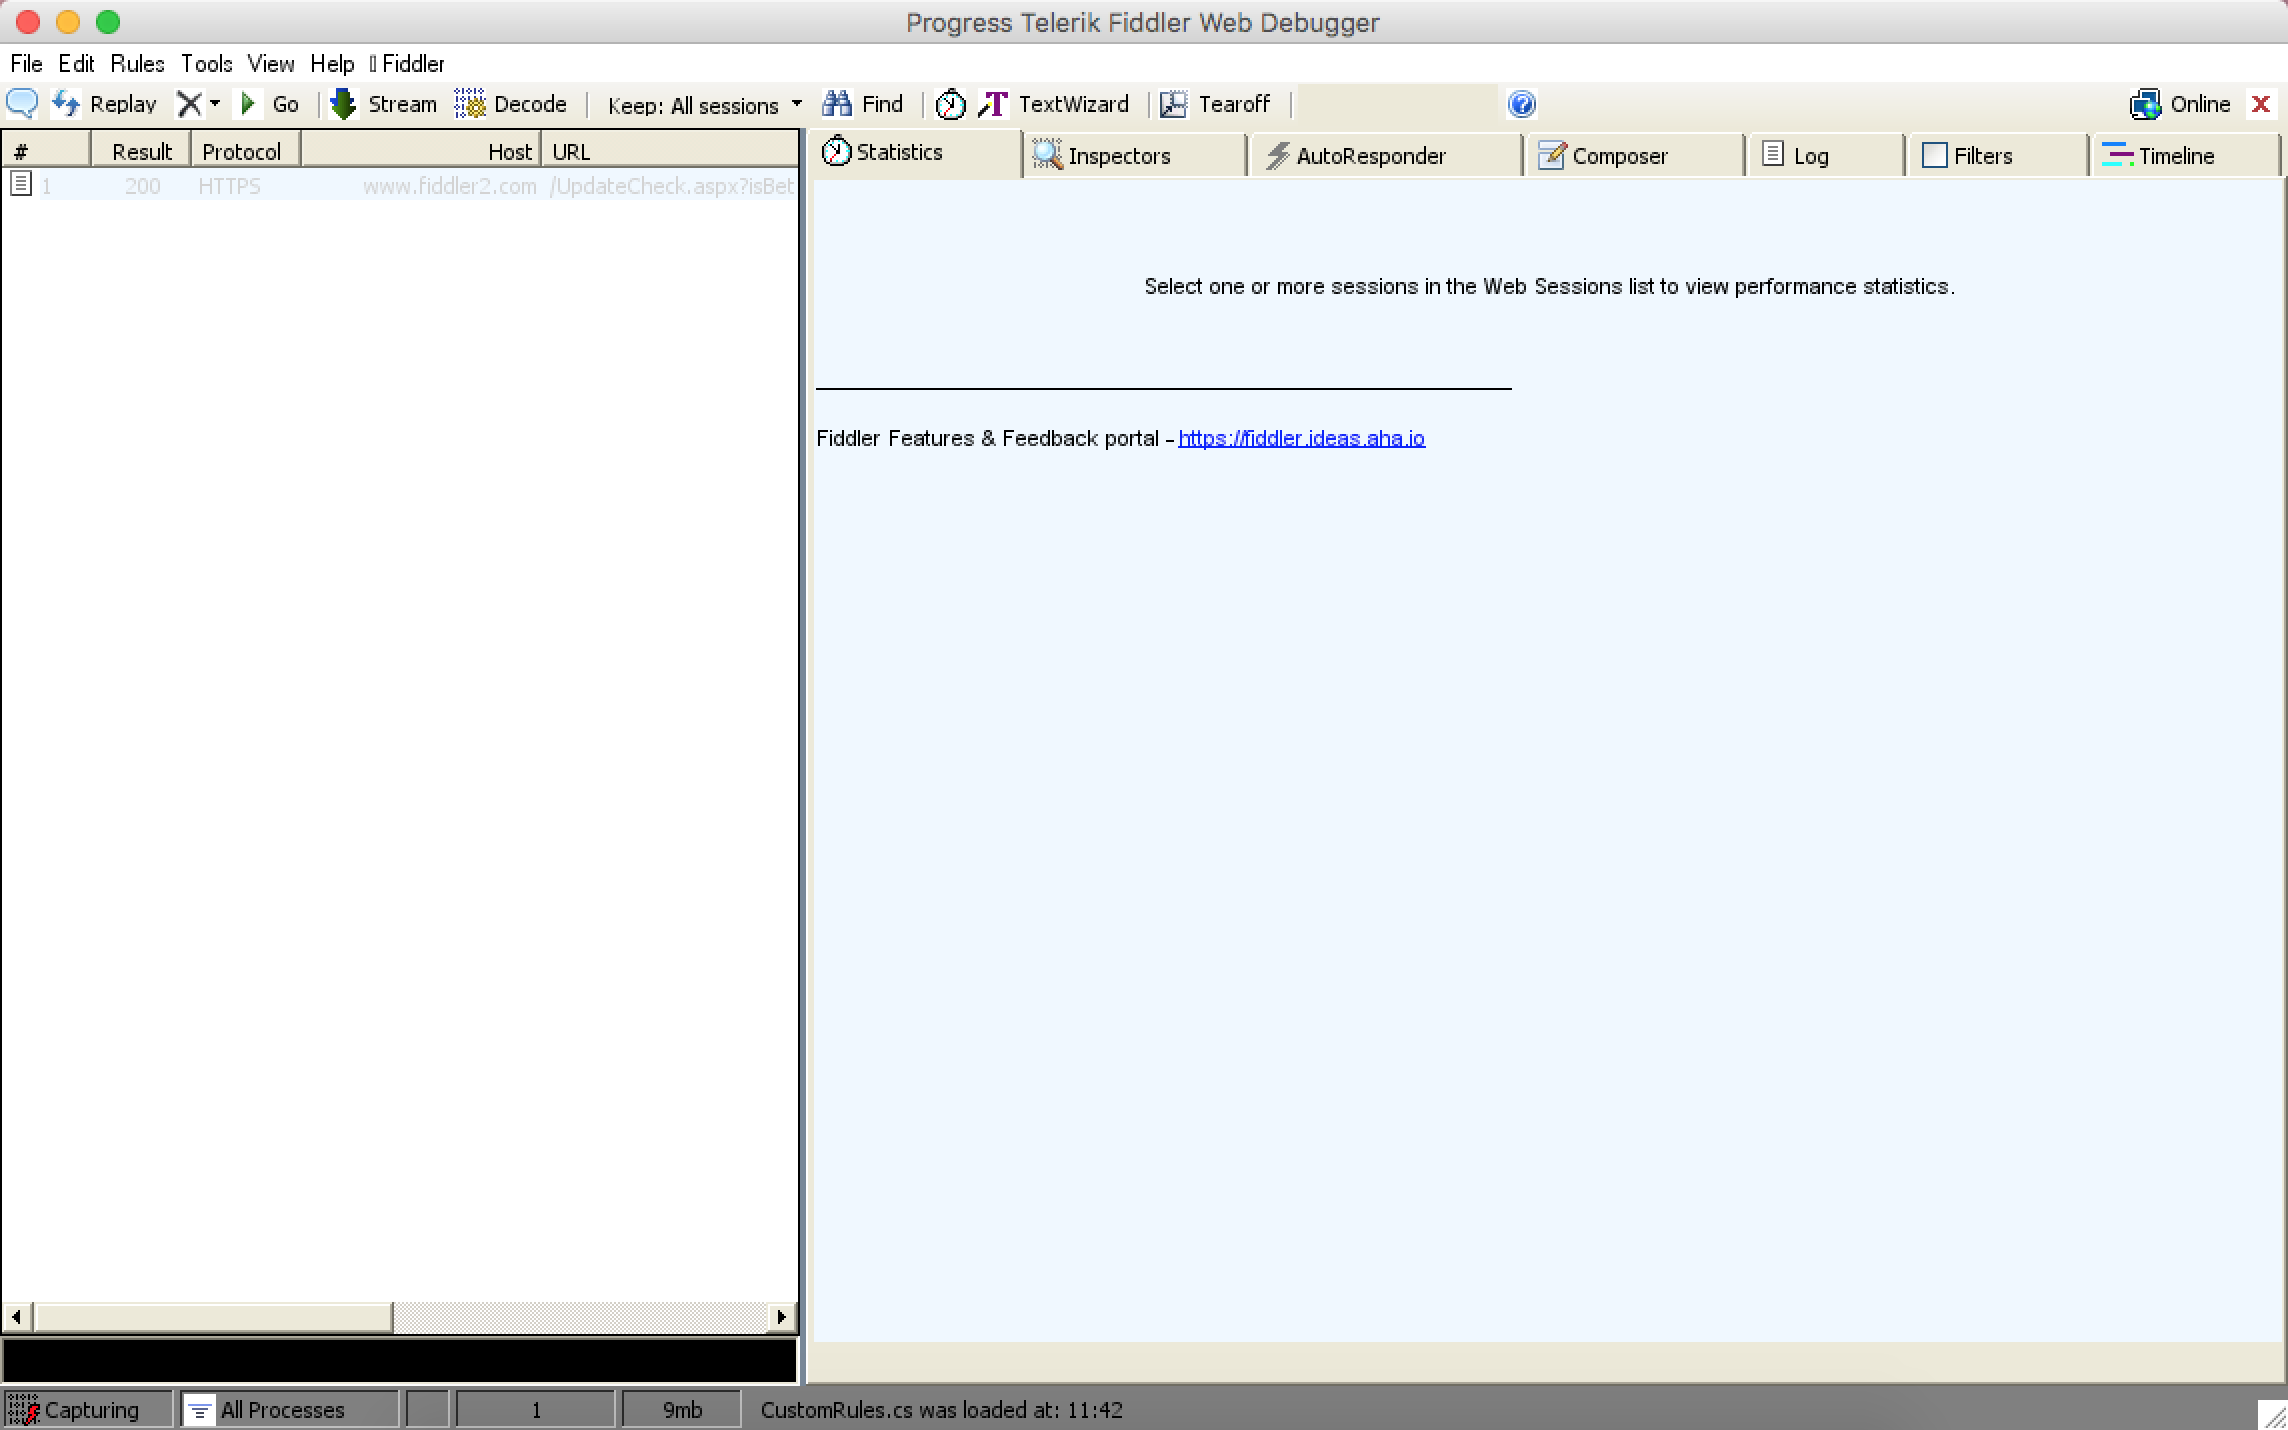 Progress Telerik Fiddler Web Debugger
File Edit Rules Tools View Help Fiddler
Replay Go Stream Decode Keep: All sessions Find TextWizard Tearoff Online
# Result Protocol Host URL
1 200 HTTPS www.fiddler2.com /UpdateCheck.aspx?isBet
Statistics Inspectors AutoResponder Composer Log Filters Timeline
Select one or more sessions in the Web Sessions list to view performance statistics.
Fiddler Features & Feedback portal - https://fiddler.ideas.aha.io
Capturing All Processes 1 9mb CustomRules.cs was loaded at: 11:42